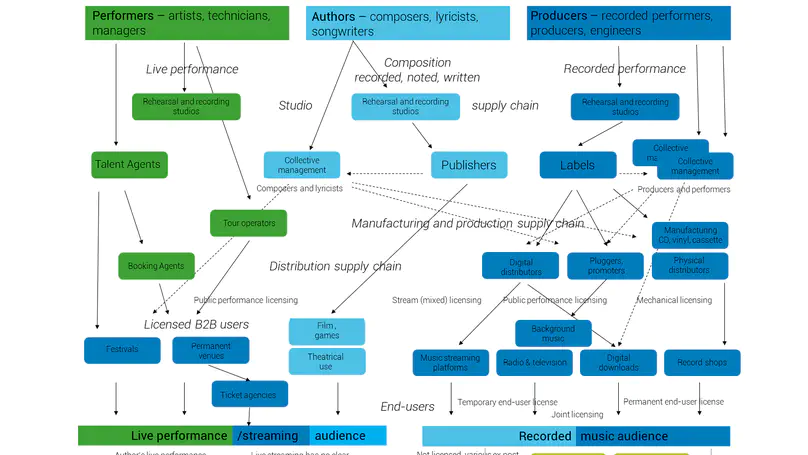 Performers – artists, technicians,
managers
Authors – composers, lyricists,
songwriters
Producers – recorded performers,
producers, engineers
Live performance
Composition
recorded, noted, written
Recorded performance
Rehearsal and recording
studios
Studio
Rehearsal and recording
studios
supply chain
Rehearsal and recording
studios
Talent Agents
Collective
management
Publishers
Labels
Collective
Collective
management
Composers and lyricists
Producers and performers
Tour operators
Manufacturing and production supply chain
Manufacturing
CD, vinyl, cassette
Booking Agents
Distribution supply chain
Digital
distributors
Pluggers,
promoters
Physical
distributors
Public performance licensing
Stream (mixed) licensing
Public performance licensing
Mechanical licensing
Licensed B2B users
Film,
games
Background
music
Festivals
Permanent
venues
Theatrical
use
Music streaming
platforms
Radio & television
Digital
downloads
Record shops
Ticket agencies
End-users
Temporary end-user license
Permanent end-user license
Joint licensing
Live performance /streaming audience
Recorded music audience
Author's live performance
Live streaming has no clear
Not licensed, various ex-post